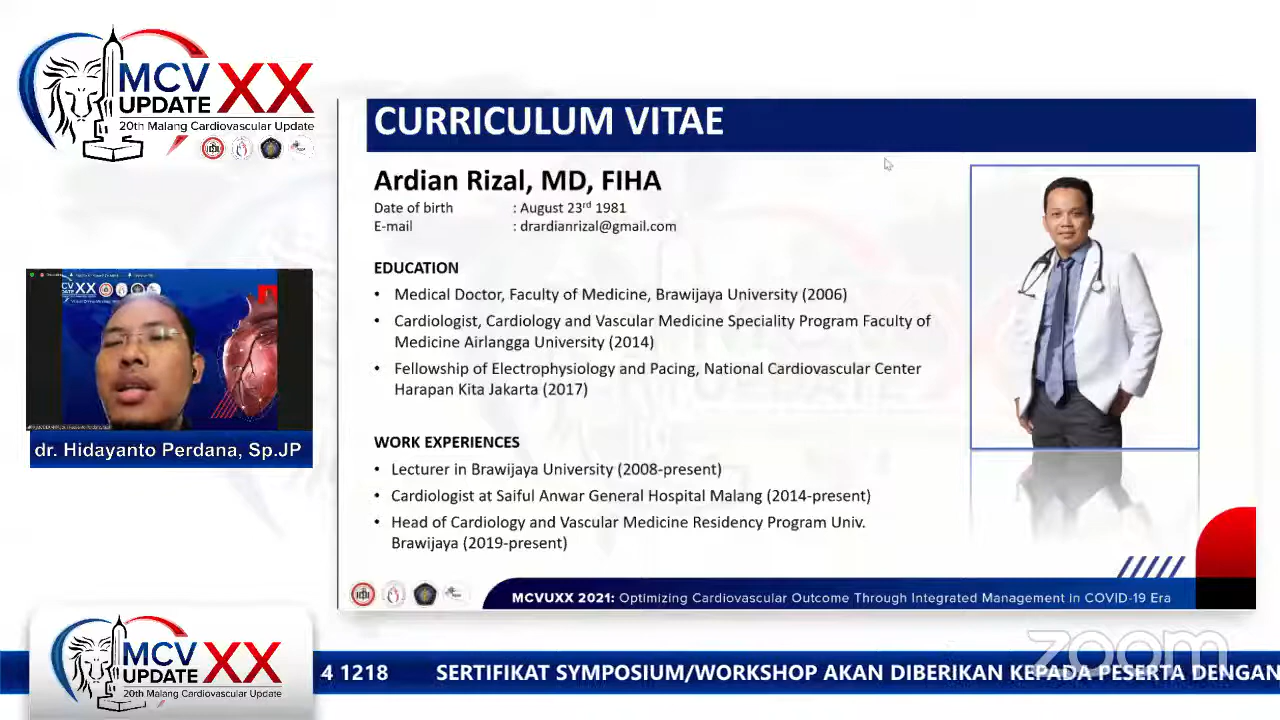 MCV XX
UPDATE
20th Malang Cardiovascular Update
CURRICULUM VITAE
Ardian Rizal, MD, FIHA
Date of birth : August 23rd 1981
E-mail : drardianrizal@gmail.com
EDUCATION
• Medical Doctor, Faculty of Medicine, Brawijaya University (2006)
• Cardiologist, Cardiology and Vascular Medicine Speciality Program Faculty of
Medicine Airlangga University (2014)
• Fellowship of Electrophysiology and Pacing, National Cardiovascular Center
Harapan Kita Jakarta (2017)
WORK EXPERIENCES
• Lecturer in Brawijaya University (2008-present)
• Cardiologist at Saiful Anwar General Hospital Malang (2014-present)
• Head of Cardiology and Vascular Medicine Residency Program Univ.
Brawijaya (2019-present)
MCVUXX 2021: Optimizing Cardiovascular Outcome Through Integrated Management in COVID-19 Era
XX
dr. Hidayanto Perdana, Sp.JP
zoom
MCV XX
UPDATE
20th Malang Cardiovascular Update
4 1218 SERTIFIKAT SYMPOSIUM/WORKSHOP AKAN DIBERIKAN KEPADA PESERTA DENGAN